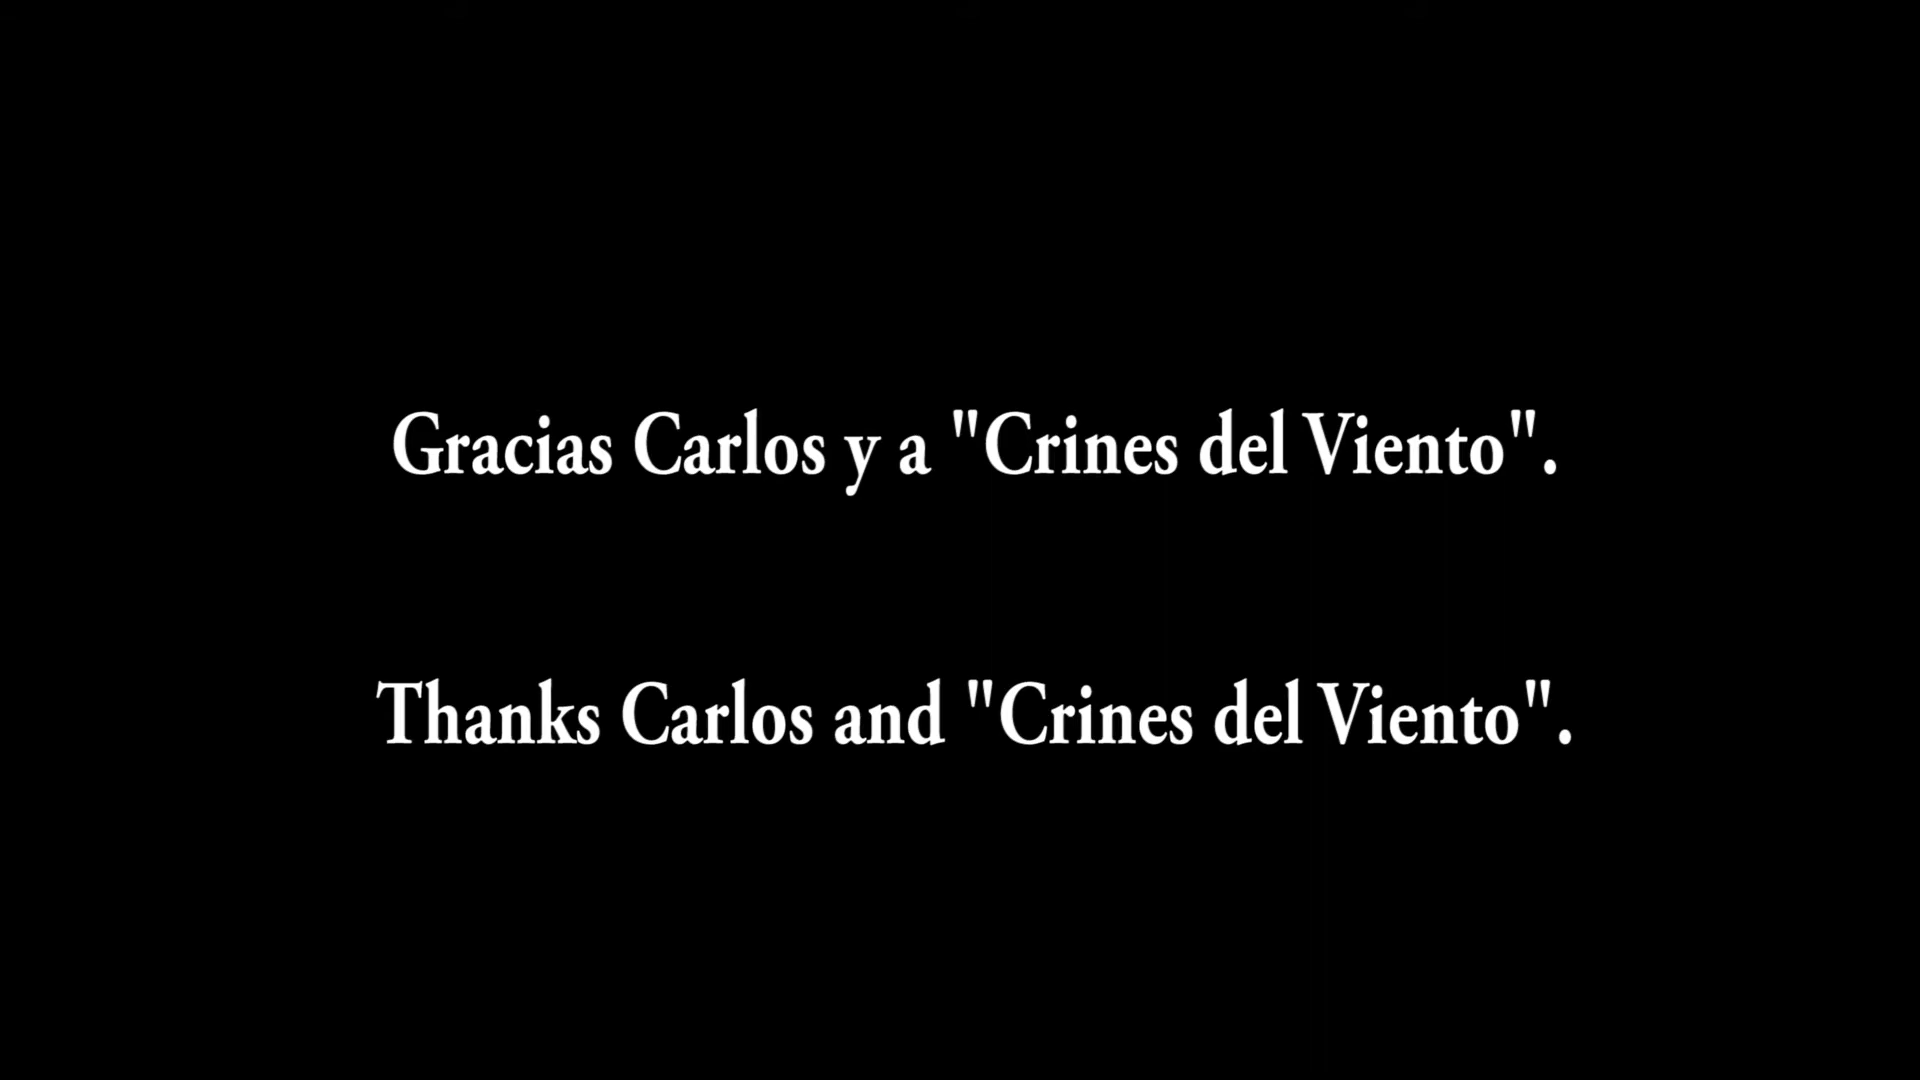 Gracias Carlos y a "Crines del Viento".
Thanks Carlos and "Crines del Viento".